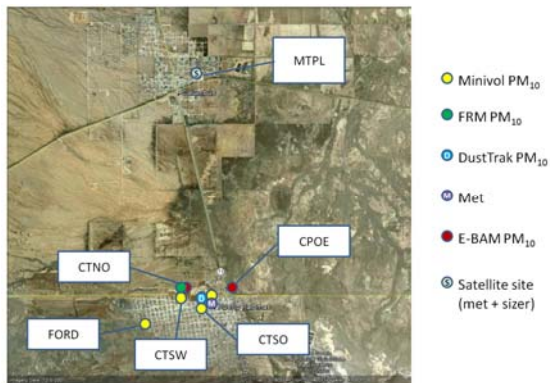 MTPL
S
Minivol PM10
FRM PM10
D DustTrak PM10
M Met
E-BAM PM10
S Satellite site
(met + sizer)
CTNO
CPOE
D
M
FORD
CTSW
CTSO